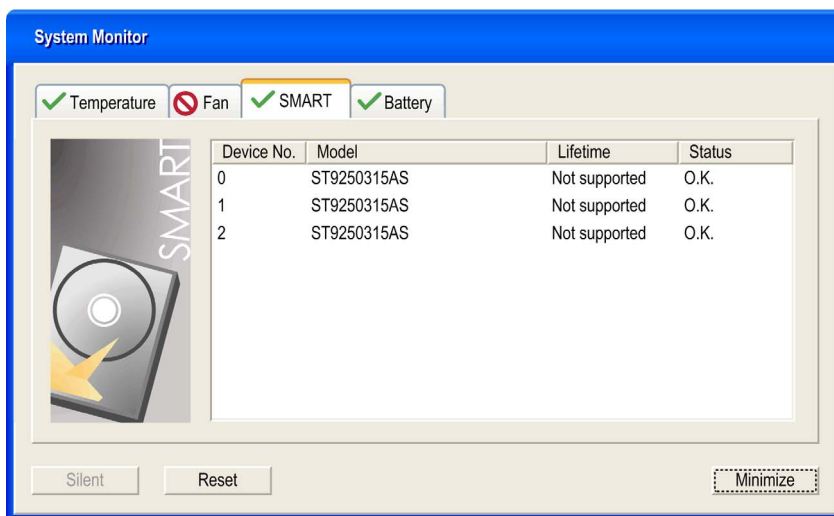 System Monitor
Temperature Fan SMART Battery
SMART
Device No. Model Lifetime Status
0 ST9250315AS Not supported O.K.
1 ST9250315AS Not supported O.K.
2 ST9250315AS Not supported O.K.
Silent Reset Minimize